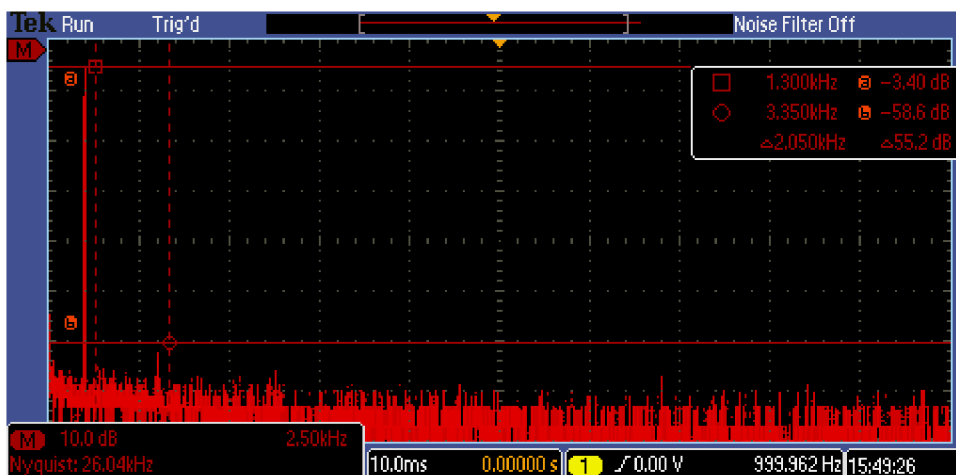 Tek Run Trig'd Noise Filter Off
M
a
1.300kHz a -3.40 dB
3.350kHz b -58.6 dB
△2.050kHz △55.2 dB
b
M 10.0 dB 2.50kHz
Nyquist: 26.04kHz
10.0ms 0.00000 s 1 ∫ 0.00 V 999.962 Hz 15:49:26